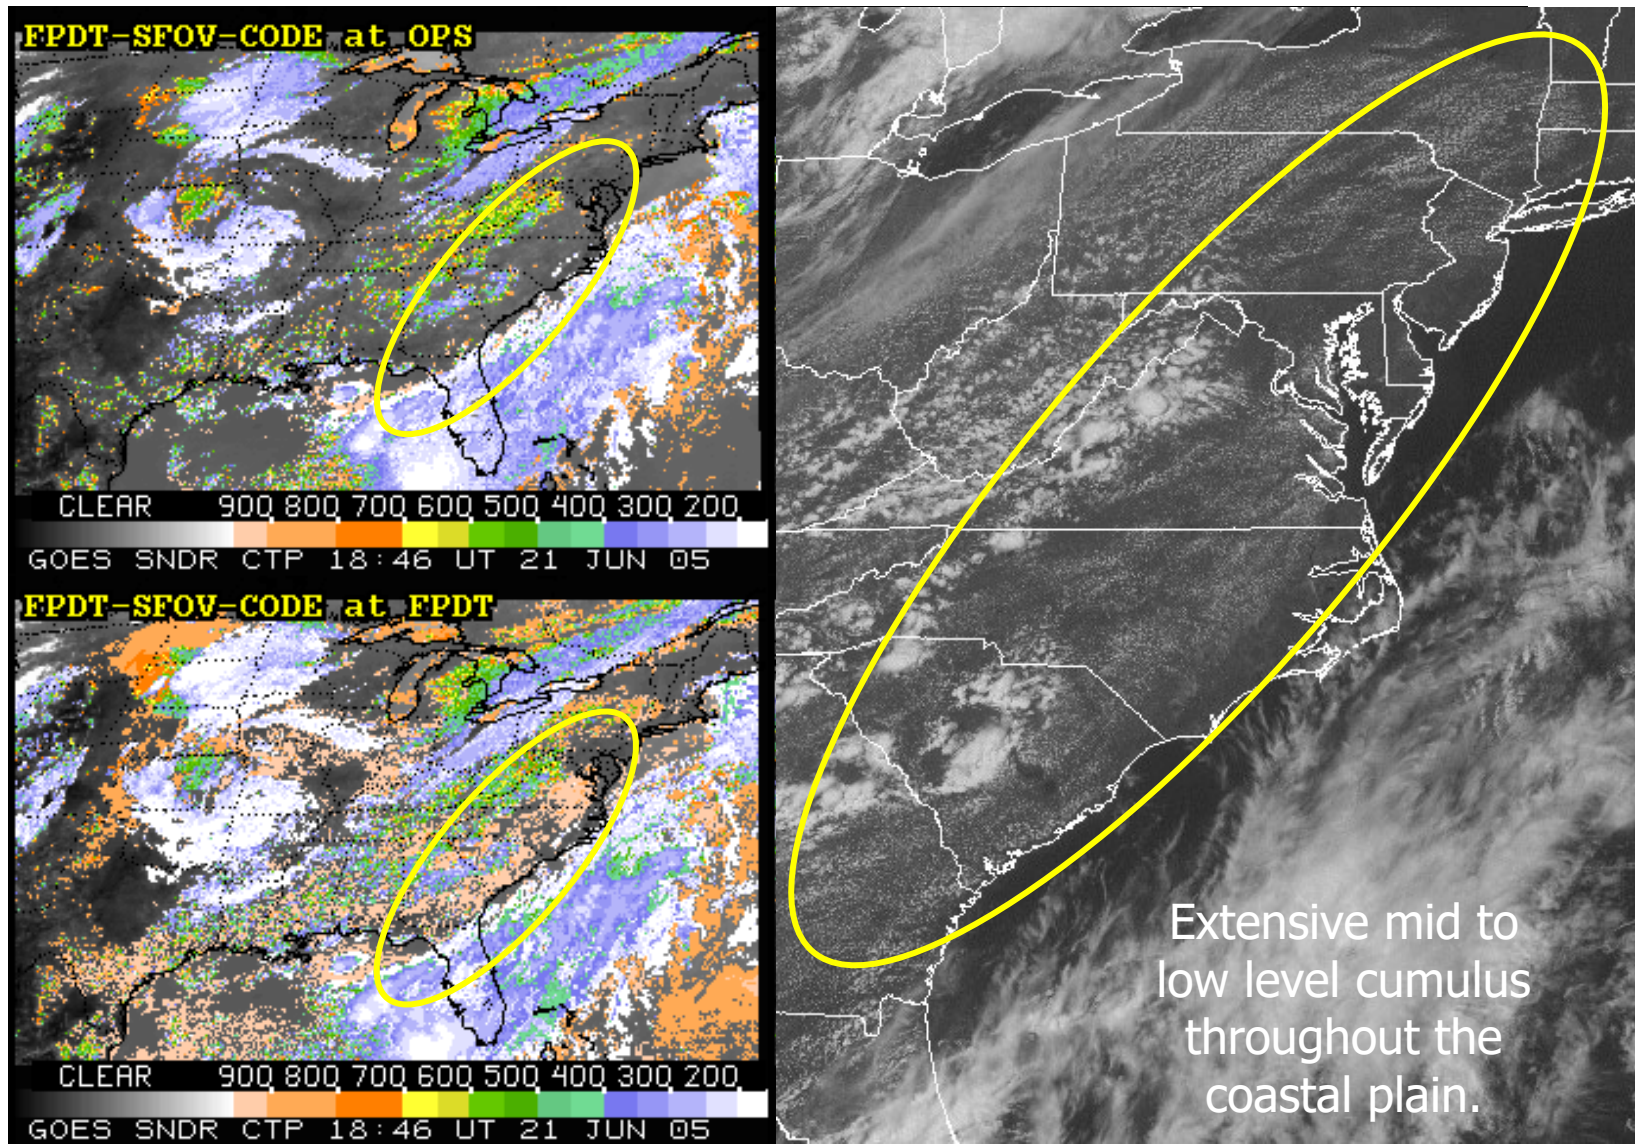 FPDT-SFOV-CODE at OPS
CLEAR 900 800 700 600 500 400 300 200
GOES SNDR CTP 18:46 UT 21 JUN 05
FPDT-SFOV-CODE at FPDT
CLEAR 900 800 700 600 500 400 300 200
GOES SNDR CTP 18:46 UT 21 JUN 05
Extensive mid to
low level cumulus
throughout the
coastal plain.